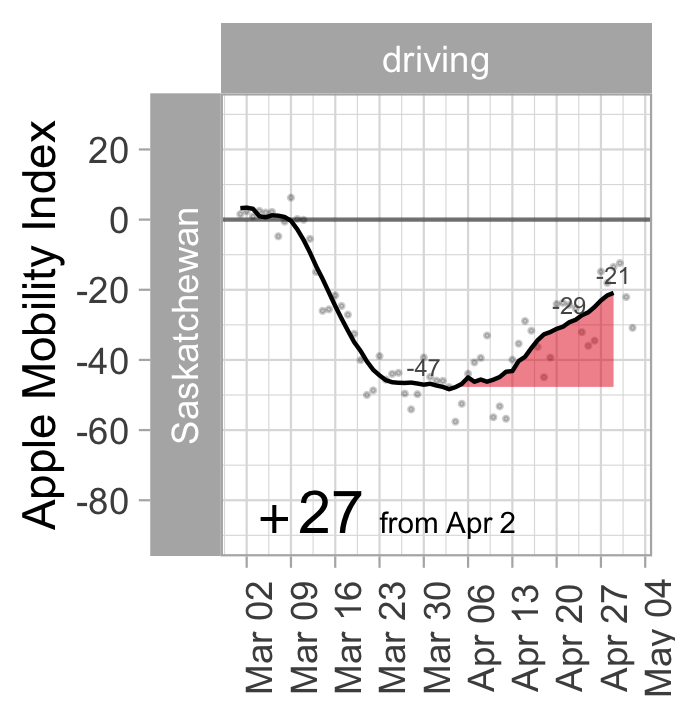 driving
Apple Mobility Index
Saskatchewan
20
0
-20
-40
-60
-80
-47
-29
-21
+27 from Apr 2
Mar 02
Mar 09
Mar 16
Mar 23
Mar 30
Apr 06
Apr 13
Apr 20
Apr 27
May 04